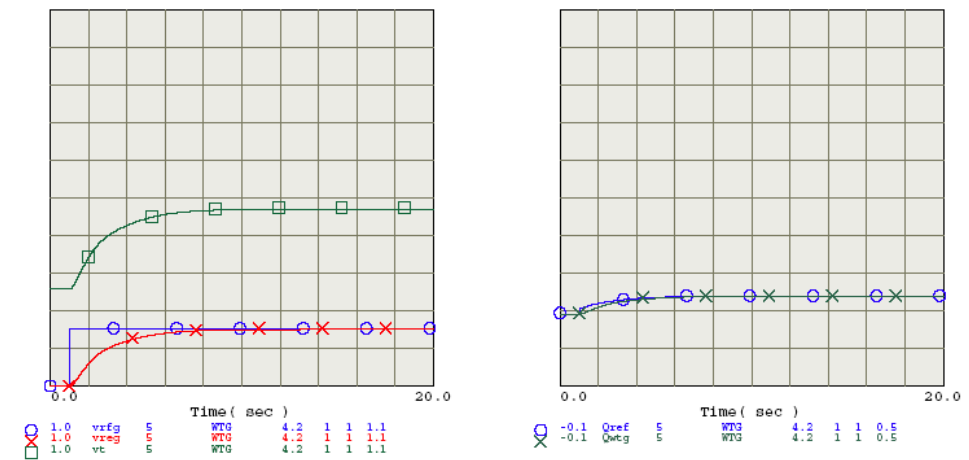 0.0 20.0
Time( sec )
1.0 vrfg 5 WTG 4.2 1 1 1.1
1.0 vreg 5 WTG 4.2 1 1 1.1
1.0 vt 5 WTG 4.2 1 1 1.1
0.0 20.0
Time( sec )
-0.1 Qref 5 WTG 4.2 1 1 0.5
-0.1 Qwtg 5 WTG 4.2 1 1 0.5